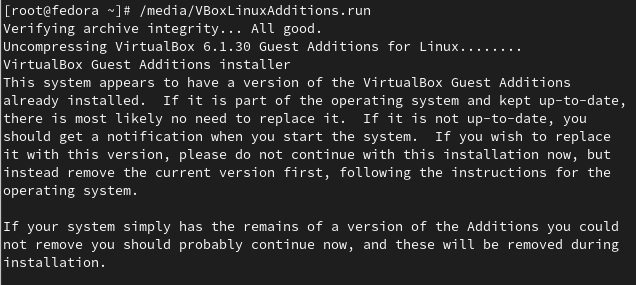 [root@fedora ~]# /media/VBoxLinuxAdditions.run
Verifying archive integrity... All good.
Uncompressing VirtualBox 6.1.30 Guest Additions for Linux........
VirtualBox Guest Additions installer
This system appears to have a version of the VirtualBox Guest Additions
already installed.  If it is part of the operating system and kept up-to-date,
there is most likely no need to replace it.  If it is not up-to-date, you
should get a notification when you start the system.  If you wish to replace
it with this version, please do not continue with this installation now, but
instead remove the current version first, following the instructions for the
operating system.

If your system simply has the remains of a version of the Additions you could
not remove you should probably continue now, and these will be removed during
installation.